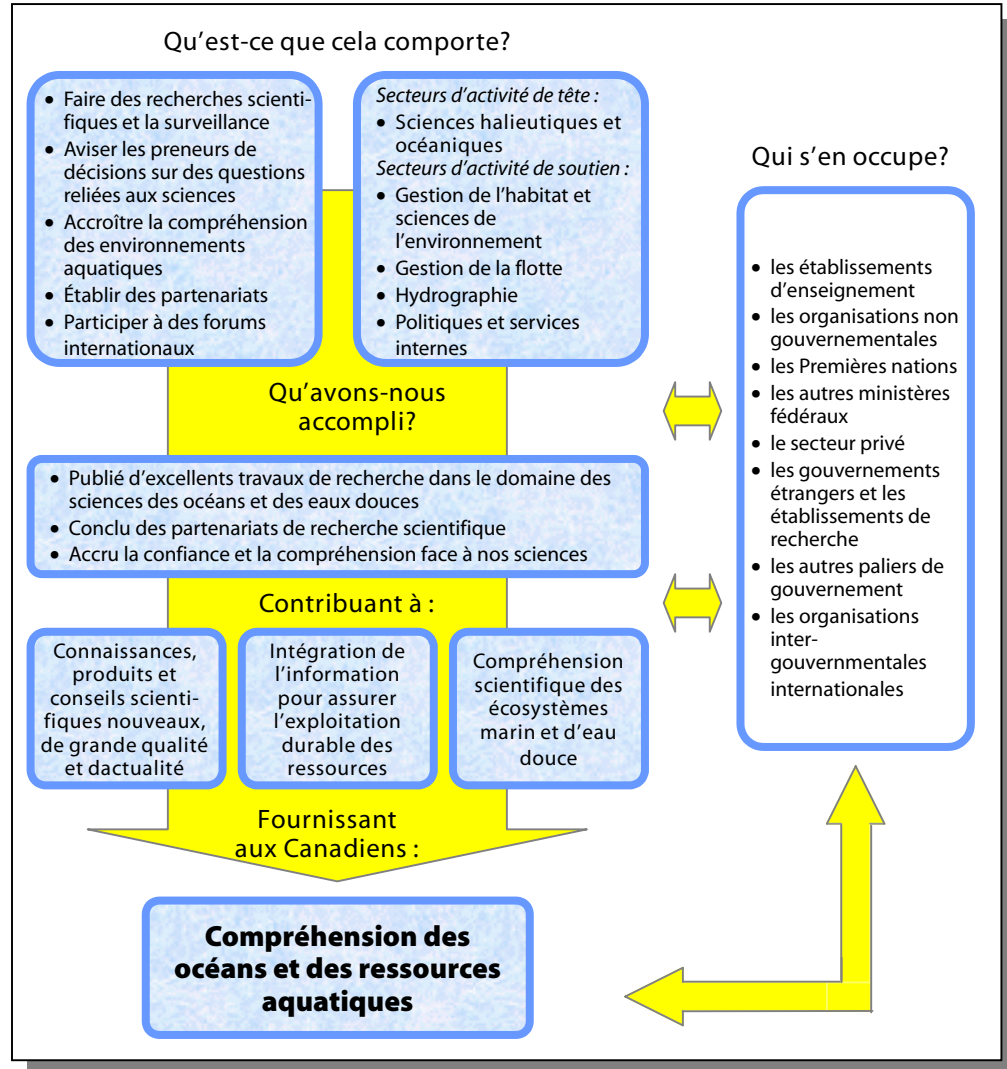 Qu'est-ce que cela comporte?
• Faire des recherches scienti-
fiques et la surveillance
• Aviser les preneurs de
décisions sur des questions
reliées aux sciences
• Accroître la compréhension
des environnements
aquatiques
• Établir des partenariats
• Participer à des forums
internationaux
Secteurs d'activité de tête :
• Sciences halieutiques et
océaniques
Secteurs d'activité de soutien :
• Gestion de l'habitat et
sciences de
l'environnement
• Gestion de la flotte
• Hydrographie
• Politiques et services
internes
Qu'avons-nous
accompli?
• Publié d'excellents travaux de recherche dans le domaine des
sciences des océans et des eaux douces
• Conclu des partenariats de recherche scientifique
• Accru la confiance et la compréhension face à nos sciences
Contribuant à :
Connaissances,
produits et
conseils scienti-
fiques nouveaux,
de grande qualité
et dactualité
Intégration de
l'information
pour assurer
l'exploitation
durable des
ressources
Compréhension
scientifique des
écosystèmes
marin et d'eau
douce
Fournissant
aux Canadiens :
Compréhension des
océans et des ressources
aquatiques
Qui s'en occupe?
• les établissements
d'enseignement
• les organisations non
gouvernementales
• les Premières nations
• les autres ministères
fédéraux
• le secteur privé
• les gouvernements
étrangers et les
établissements de
recherche
• les autres paliers de
gouvernement
• les organisations
inter-
gouvernmentales
internationales